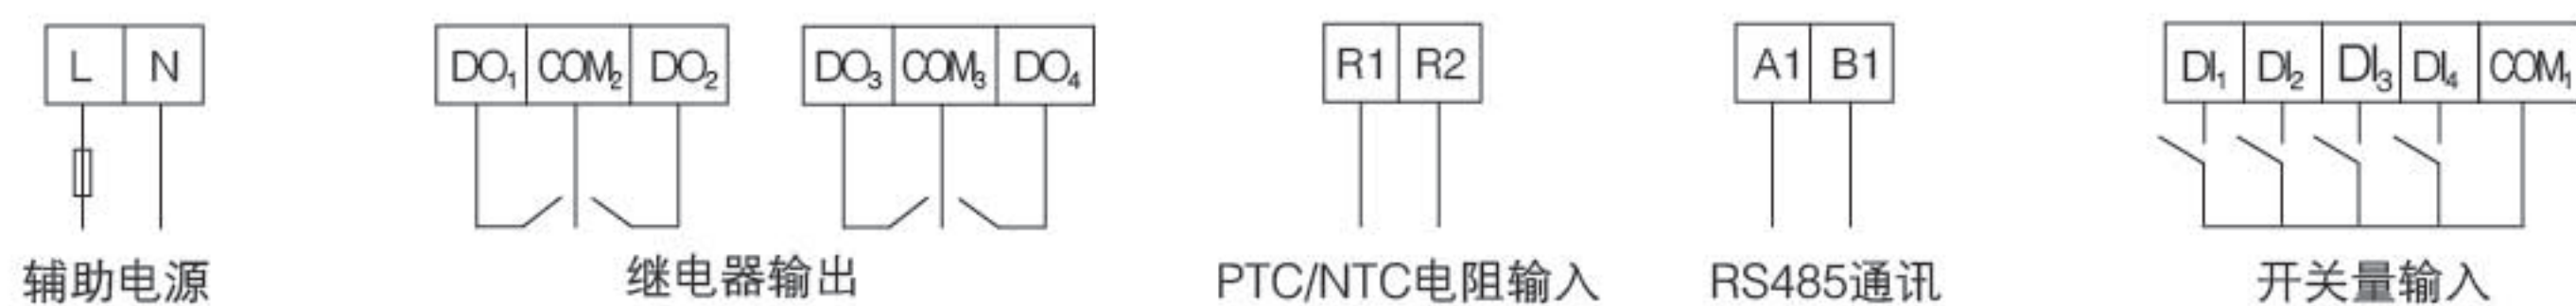 L N DO₁ COM₂ DO₂ DO₃ COM₃ DO₄ R1 R2 A1 B1 DI₁ DI₂ DI₃ DI₄ COM₁
辅助电源 继电器输出 PTC/NTC电阻输入 RS485通讯 开关量输入